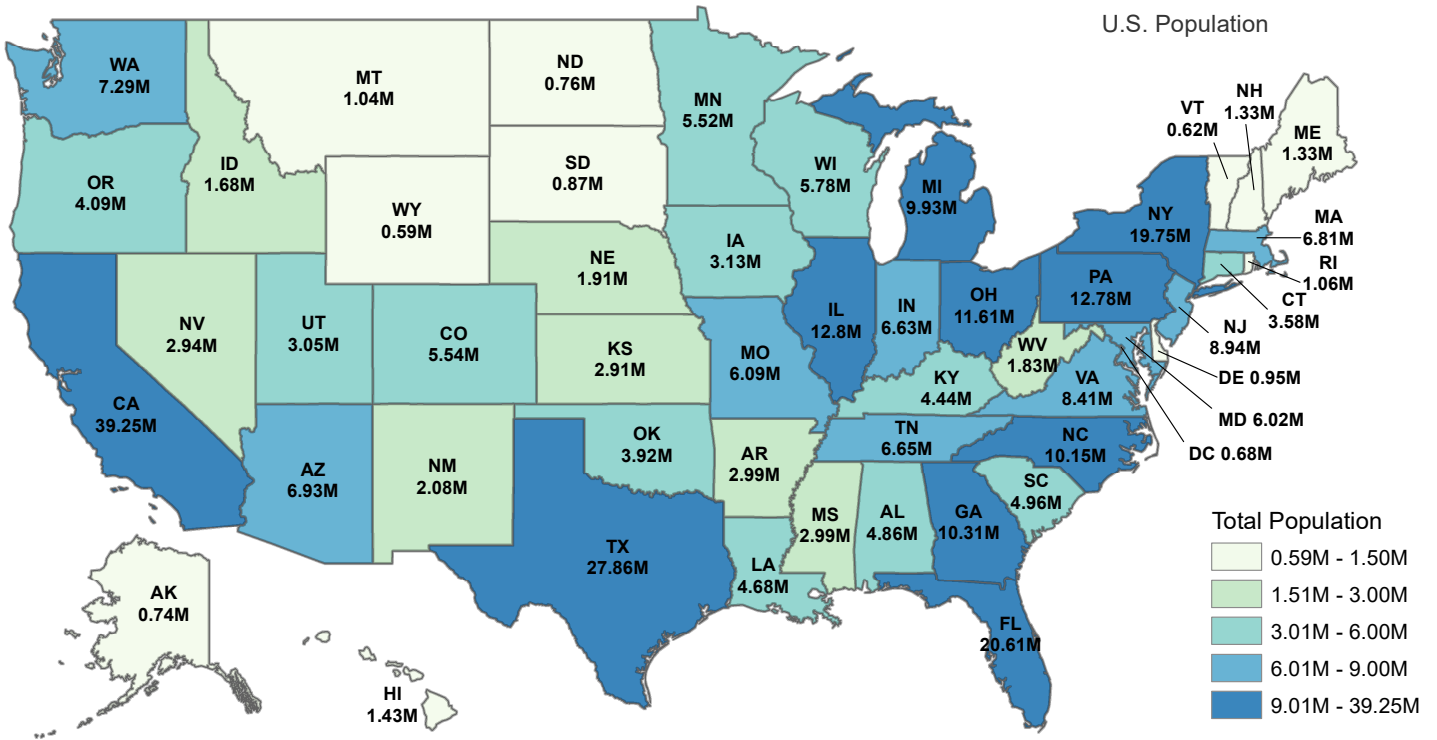 U.S. Population
WA
7.29M
MT
1.04M
ND
0.76M
MN
5.52M
VT
0.62M
NH
1.33M
ME
1.33M
OR
4.09M
ID
1.68M
WY
0.59M
SD
0.87M
WI
5.78M
MI
9.93M
NY
19.75M
MA
6.81M
RI
1.06M
CT
3.58M
NJ
8.94M
DE 0.95M
MD 6.02M
DC 0.68M
NV
2.94M
UT
3.05M
CO
5.54M
NE
1.91M
IA
3.13M
IL
12.8M
IN
6.63M
OH
11.61M
PA
12.78M
CA
39.25M
KS
2.91M
MO
6.09M
KY
4.44M
WV
1.83M
VA
8.41M
AZ
6.93M
NM
2.08M
OK
3.92M
AR
2.99M
TN
6.65M
NC
10.15M
TX
27.86M
LA
4.68M
MS
2.99M
AL
4.86M
GA
10.31M
SC
4.96M
FL
20.61M
AK
0.74M
HI
1.43M
Total Population
0.59M - 1.50M
1.51M - 3.00M
3.01M - 6.00M
6.01M - 9.00M
9.01M - 39.25M